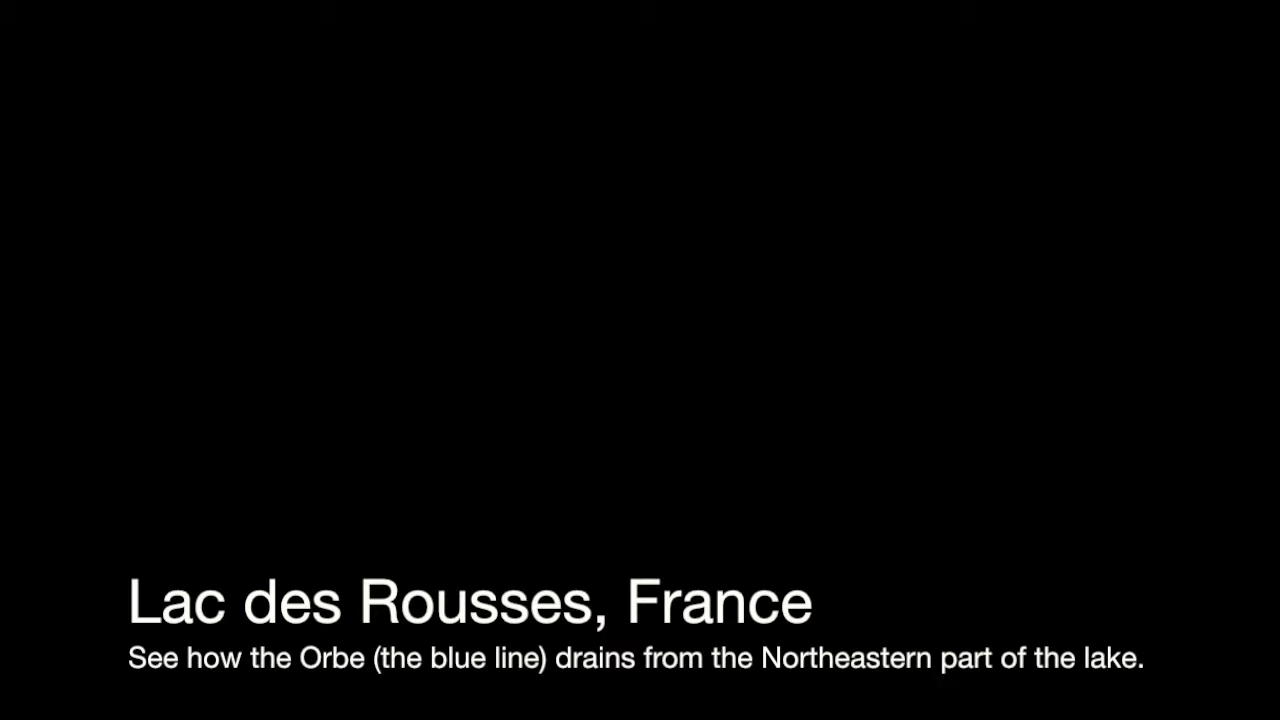 Lac des Rousses, France
See how the Orbe (the blue line) drains from the Northeastern part of the lake.